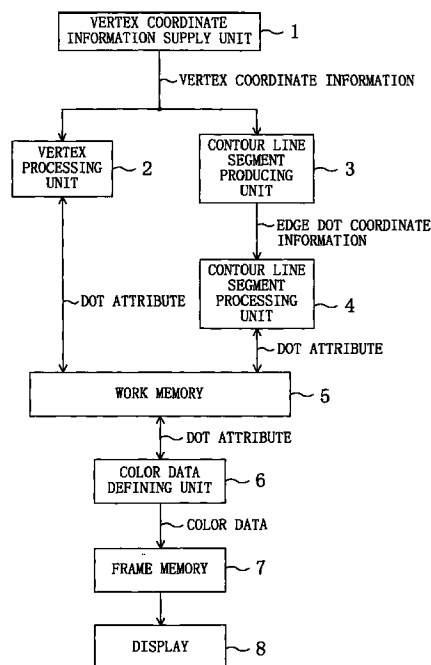 VERTEX COORDINATE
INFORMATION SUPPLY UNIT
1
VERTEX COORDINATE INFORMATION
VERTEX
PROCESSING
UNIT
2
CONTOUR LINE
SEGMENT
PRODUCING
UNIT
3
EDGE DOT COORDINATE
INFORMATION
CONTOUR LINE
SEGMENT
PROCESSING
UNIT
4
DOT ATTRIBUTE
DOT ATTRIBUTE
WORK MEMORY
5
DOT ATTRIBUTE
COLOR DATA
DEFINING UNIT
6
COLOR DATA
FRAME MEMORY
7
DISPLAY
8